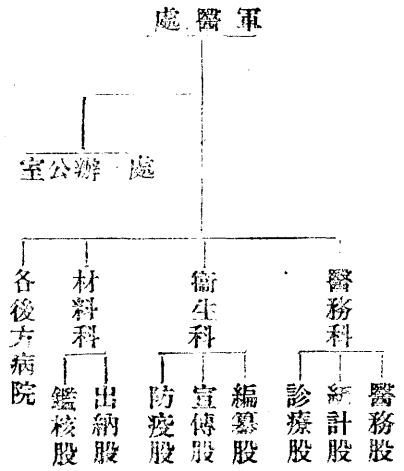 軍醫處
處一辦公室
醫務科
衞生科
材料科
各後方病院
醫務股
統計股
診療股
編纂股
宣傳股
防疫股
出納股
鑑核股